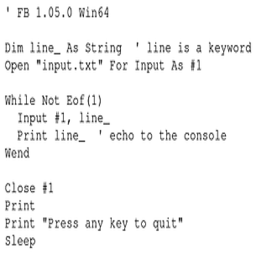 ' FB 1.05.0 Win64

Dim line_ As String  ' line is a keyword
Open "input.txt" For Input As #1

While Not Eof(1)
  Input #1, line_
  Print line_  ' echo to the console
Wend

Close #1
Print
Print "Press any key to quit"
Sleep